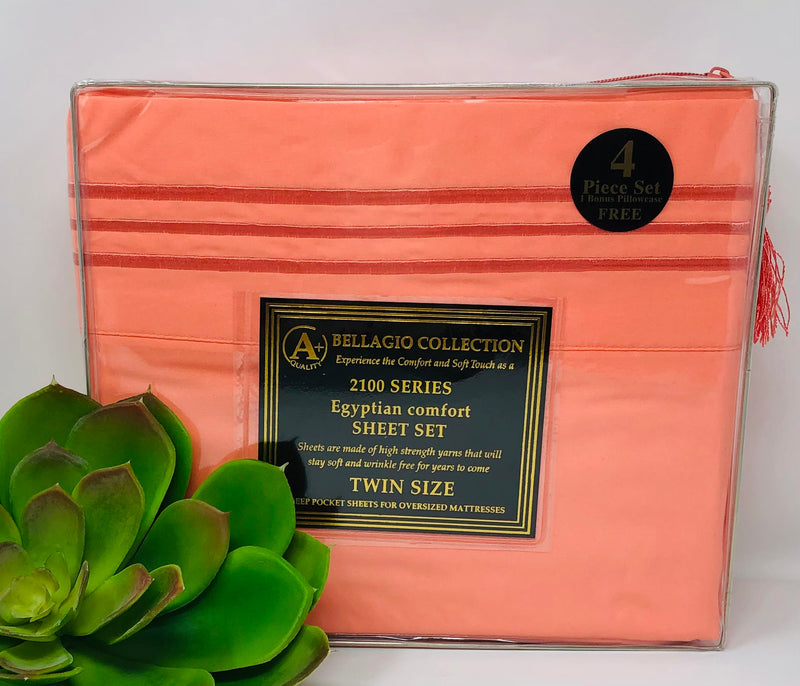 4
Piece Set
1 Bonus Pillowcase
FREE
A+
QUALITY
BELLAGIO COLLECTION
Experience the Comfort and Soft Touch as a
2100 SERIES
Egyptian comfort
SHEET SET
Sheets are made of high strength yarns that will
stay soft and wrinkle free for years to come
TWIN SIZE
EEP POCKET SHEETS FOR OVERSIZED MATTRESSES